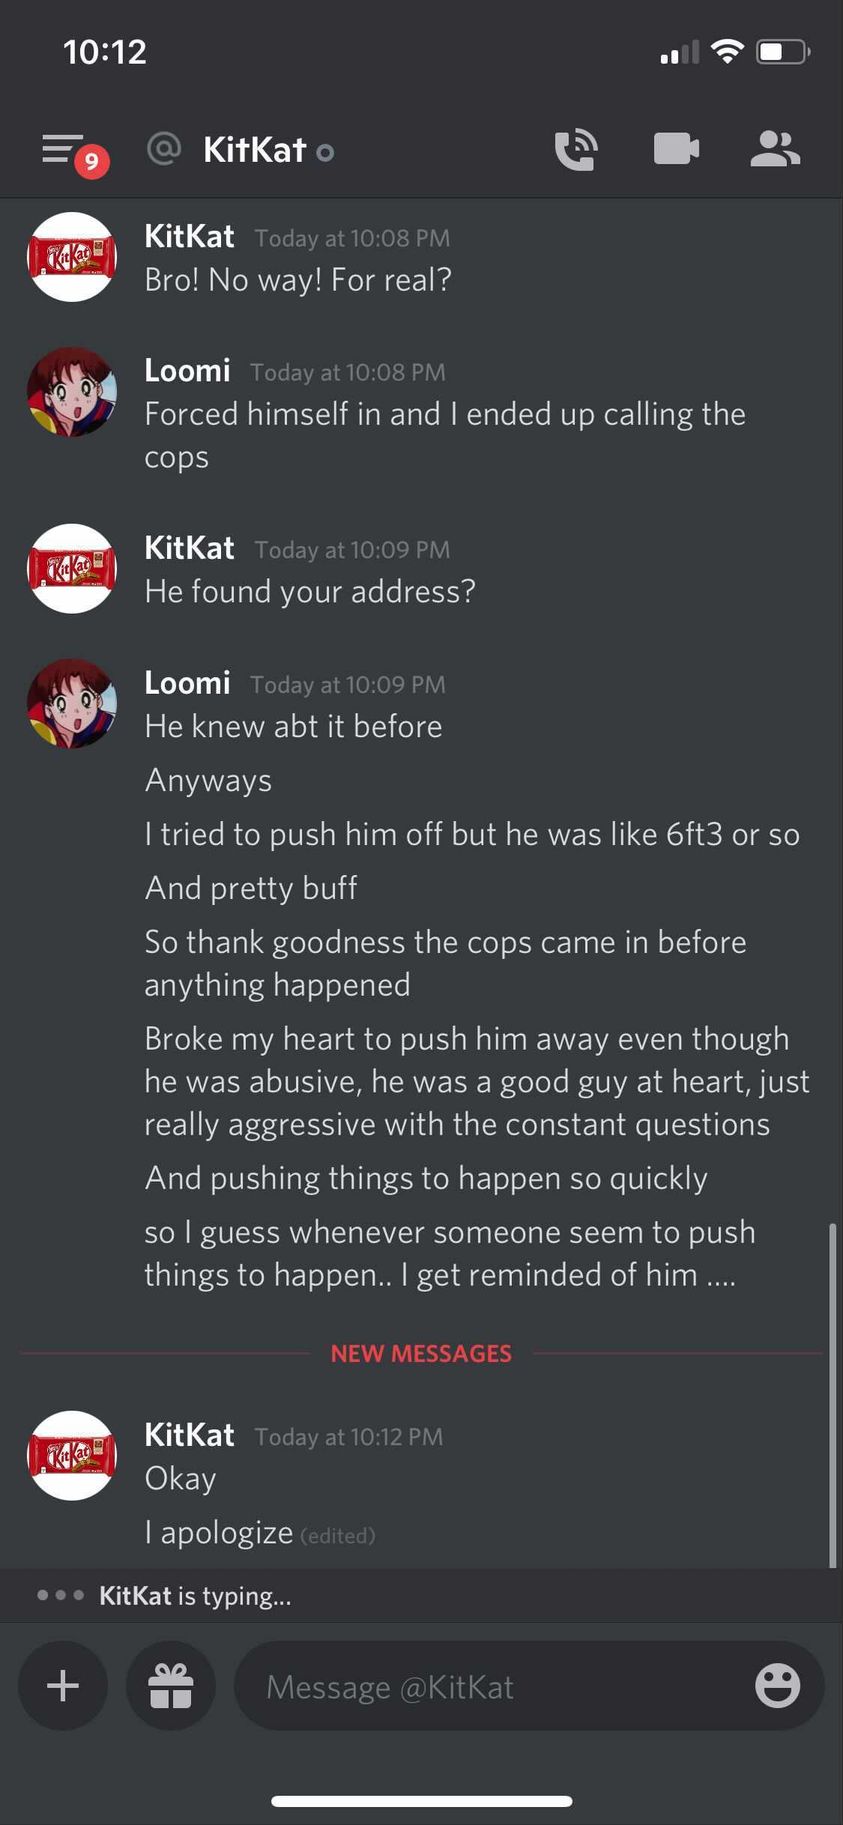 10:12
9
@ KitKat
KitKat Today at 10:08 PM
KitKat
Bro! No way! For real?
Loomi Today at 10:08 PM
Forced himself in and I ended up calling the
cops
KitKat Today at 10:09 PM
KitKat
He found your address?
Loomi Today at 10:09 PM
He knew abt it before
Anyways
I tried to push him off but he was like 6ft3 or so
And pretty buff
So thank goodness the cops came in before
anything happened
Broke my heart to push him away even though
he was abusive, he was a good guy at heart, just
really aggressive with the constant questions
And pushing things to happen so quickly
so I guess whenever someone seem to push
things to happen.. I get reminded of him ....
NEW MESSAGES
KitKat Today at 10:12 PM
KitKat
Okay
I apologize (edited)
KitKat is typing...
Message @KitKat